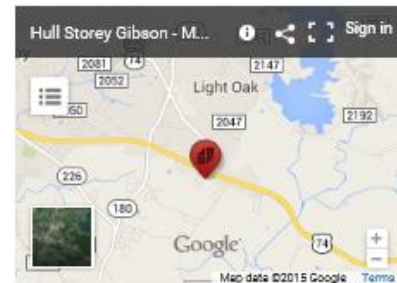 Hull Storey Gibson - M...
Sign in
2081
74
2147
2052
Light Oak
2047
2192
226
180
Google
74
Map data ©2015 Google
Terms